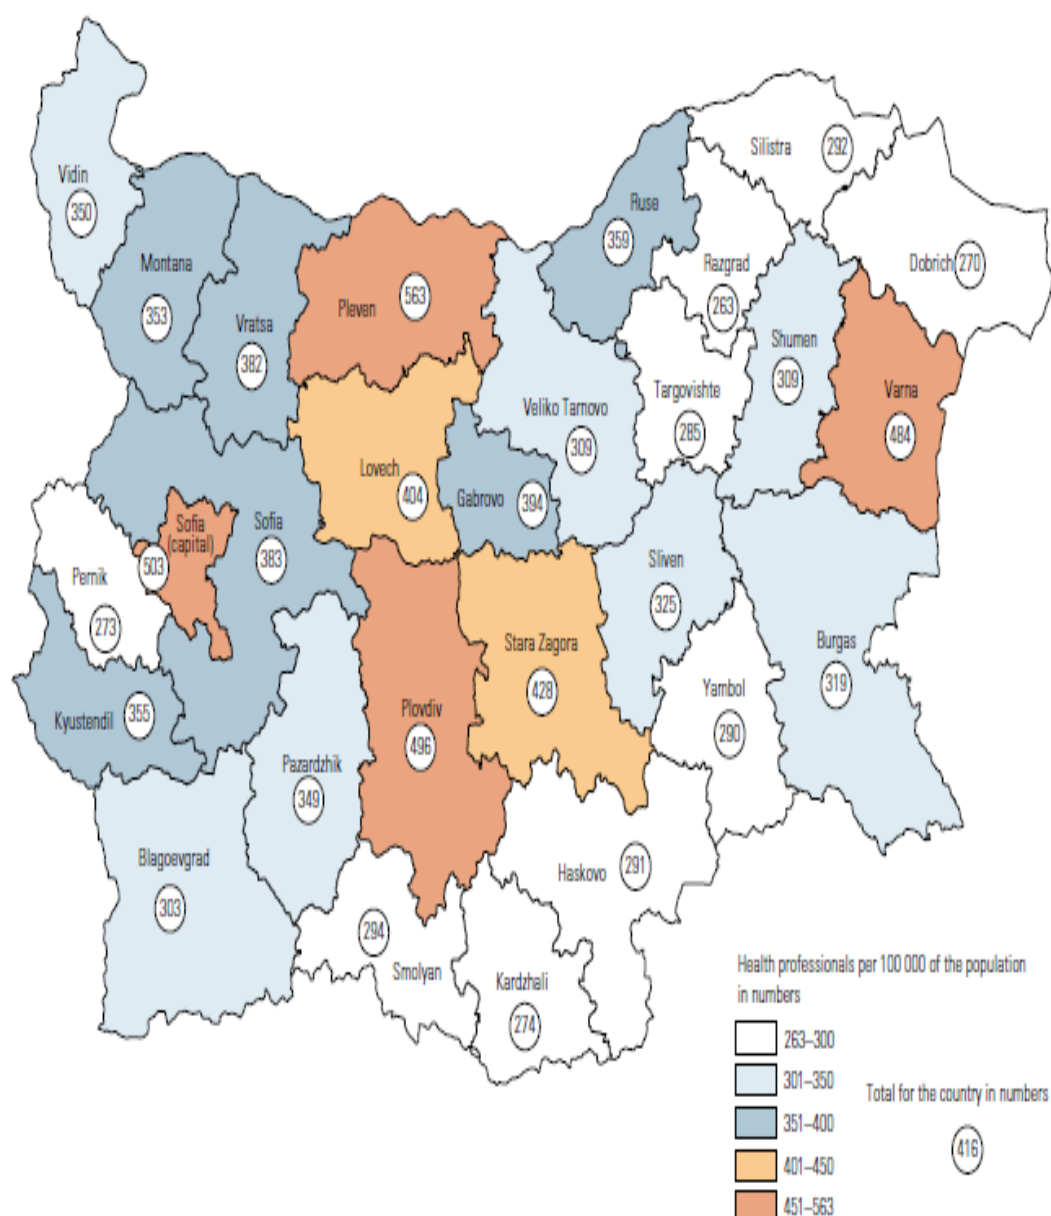 Silistra
292
Vidin
350
Ruse
359
Montana
353
Razgrad
263
Dobrich
270
Pleven
563
Vratsa
382
Shumen
309
Targovishte
285
Varna
484
Veliko Tarnovo
309
Lovech
404
Gabrovo
394
Sofia
(capital)
503
Sofia
383
Pernik
273
Sliven
325
Stara Zagora
428
Burgas
319
Kyustendil
355
Plovdiv
496
Yambol
290
Pazardzhik
349
Blagoevgrad
303
Haskovo
291
294
Smolyan
Kardzhali
274
Health professionals per 100 000 of the population
in numbers
263–300
301–350
351–400
401–450
451–563
Total for the country in numbers
416